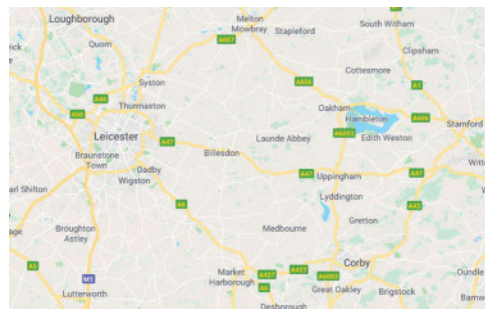 Loughborough
Melton
Mowbray
Stapleford
South Witham
Quorn
A607
Clipsham
Cottesmore
Syston
A606
A1
A46
Thurmaston
A50
Oakham
Hambleton
A606
Stamford
Leicester
A47
Launde Abbey
A6003
Edith Weston
Billesdon
Braunstone
Town
Oadby
Wigston
A47
Uppingham
A47
Witt
arl Shilton
Lyddington
A6
A43
Gretton
Broughton
Astley
age
Medbourne
A5
M1
Market
Harborough
A427
A427
Corby
A6003
A6
Great Oakley
Brigstock
Oundle
Lutterworth
Desborough
Barnw